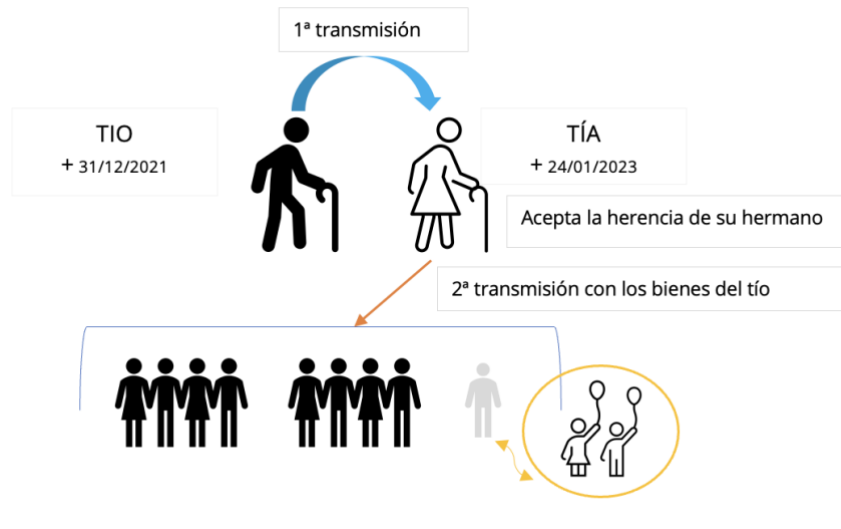 1ª transmisión
TIO
+ 31/12/2021
TÍA
+ 24/01/2023
Acepta la herencia de su hermano
2ª transmisión con los bienes del tío